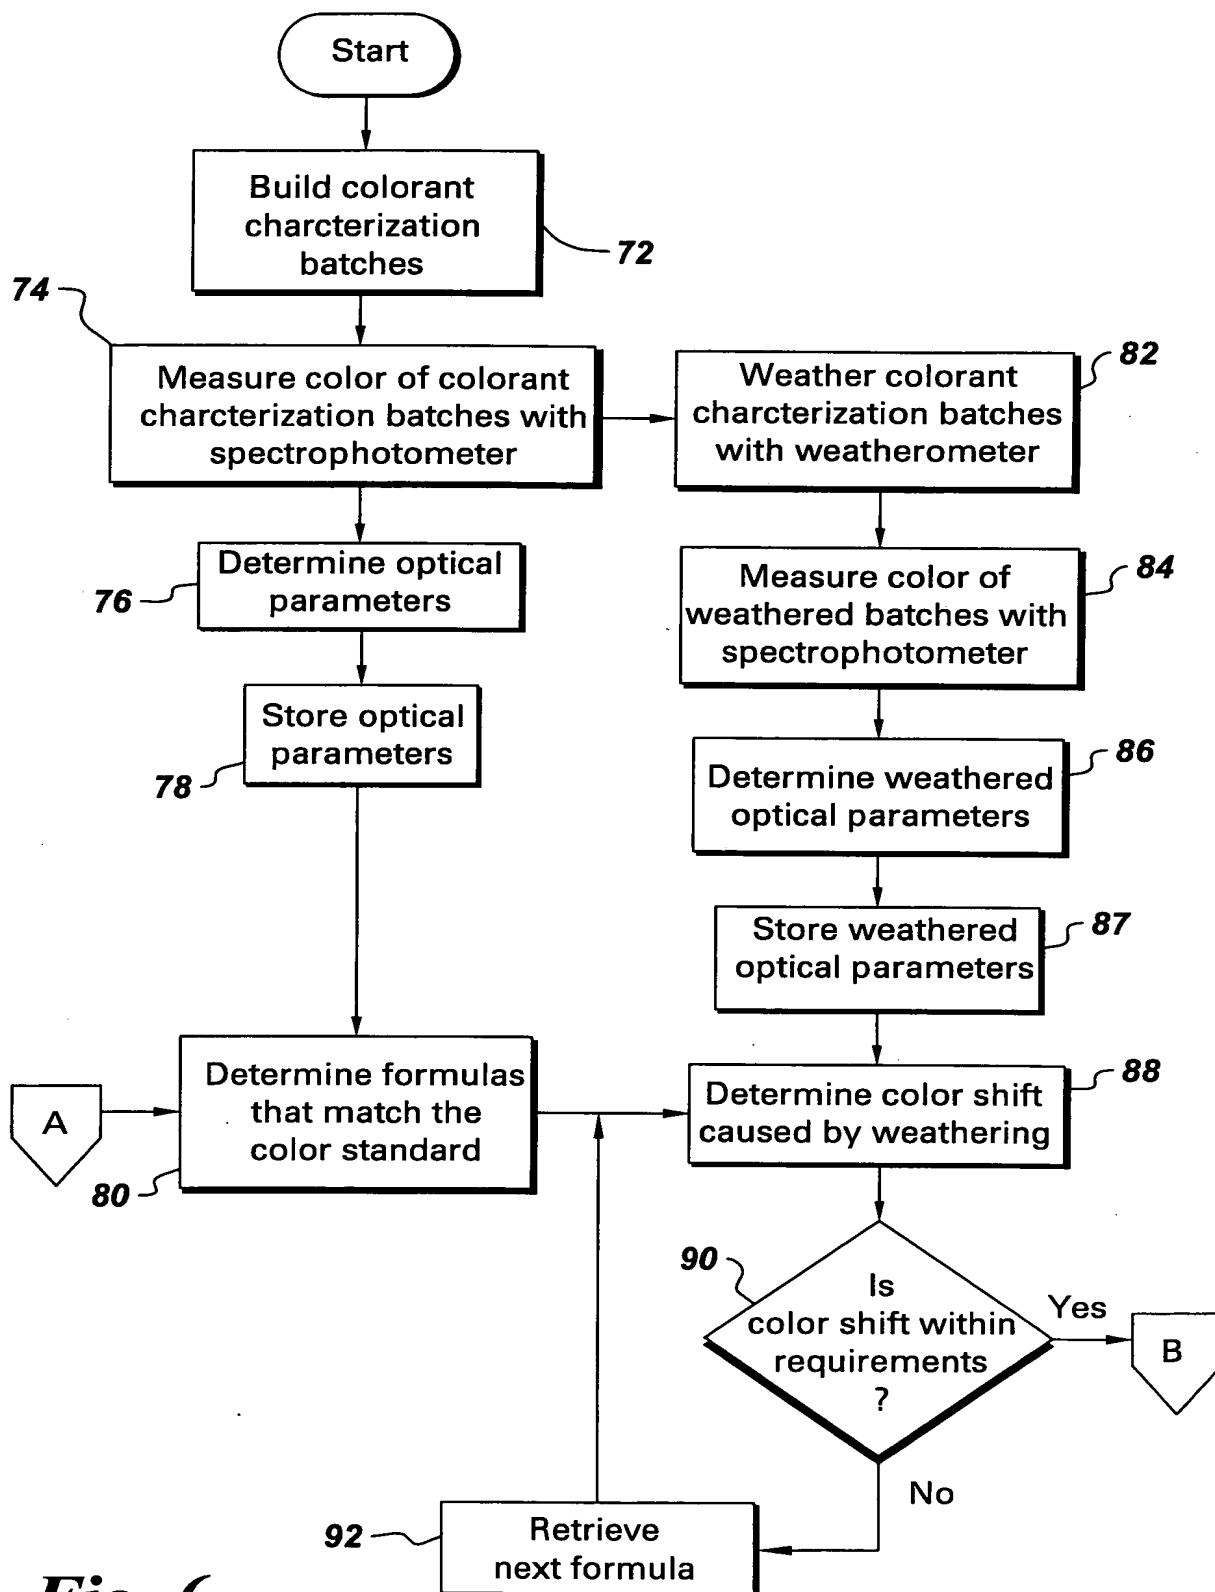 Start
Build colorant
charcterization
batches
72
74
Measure color of colorant
charcterization batches with
spectrophotometer
Weather colorant
charcterization batches
with weatherometer
82
Determine optical
parameters
76
Measure color of
weathered batches with
spectrophotometer
84
Store optical
parameters
78
Determine weathered
optical parameters
86
Store weathered
optical parameters
87
A
Determine formulas
that match the
color standard
80
Determine color shift
caused by weathering
88
90
Is
color shift within
requirements
?
Yes
B
No
92
Retrieve
next formula
Fig. 6